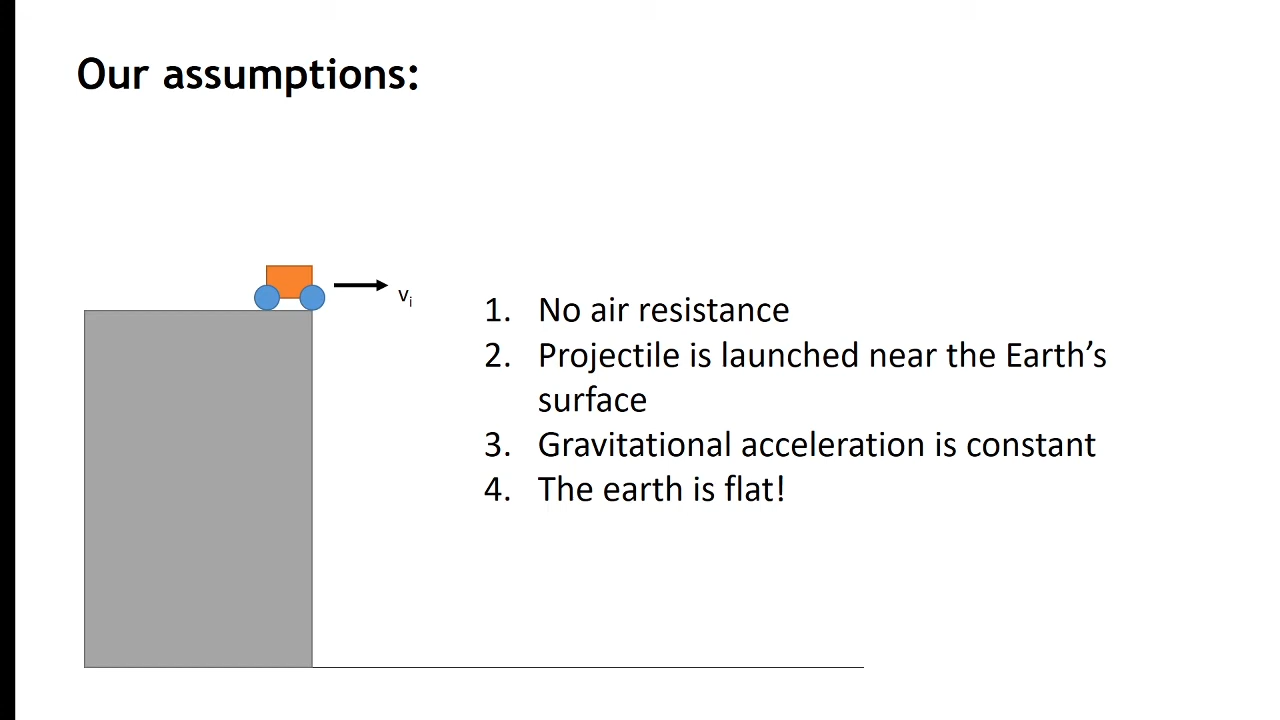 Our assumptions:
vᵢ
1. No air resistance
2. Projectile is launched near the Earth’s
surface
3. Gravitational acceleration is constant
4. The earth is flat!